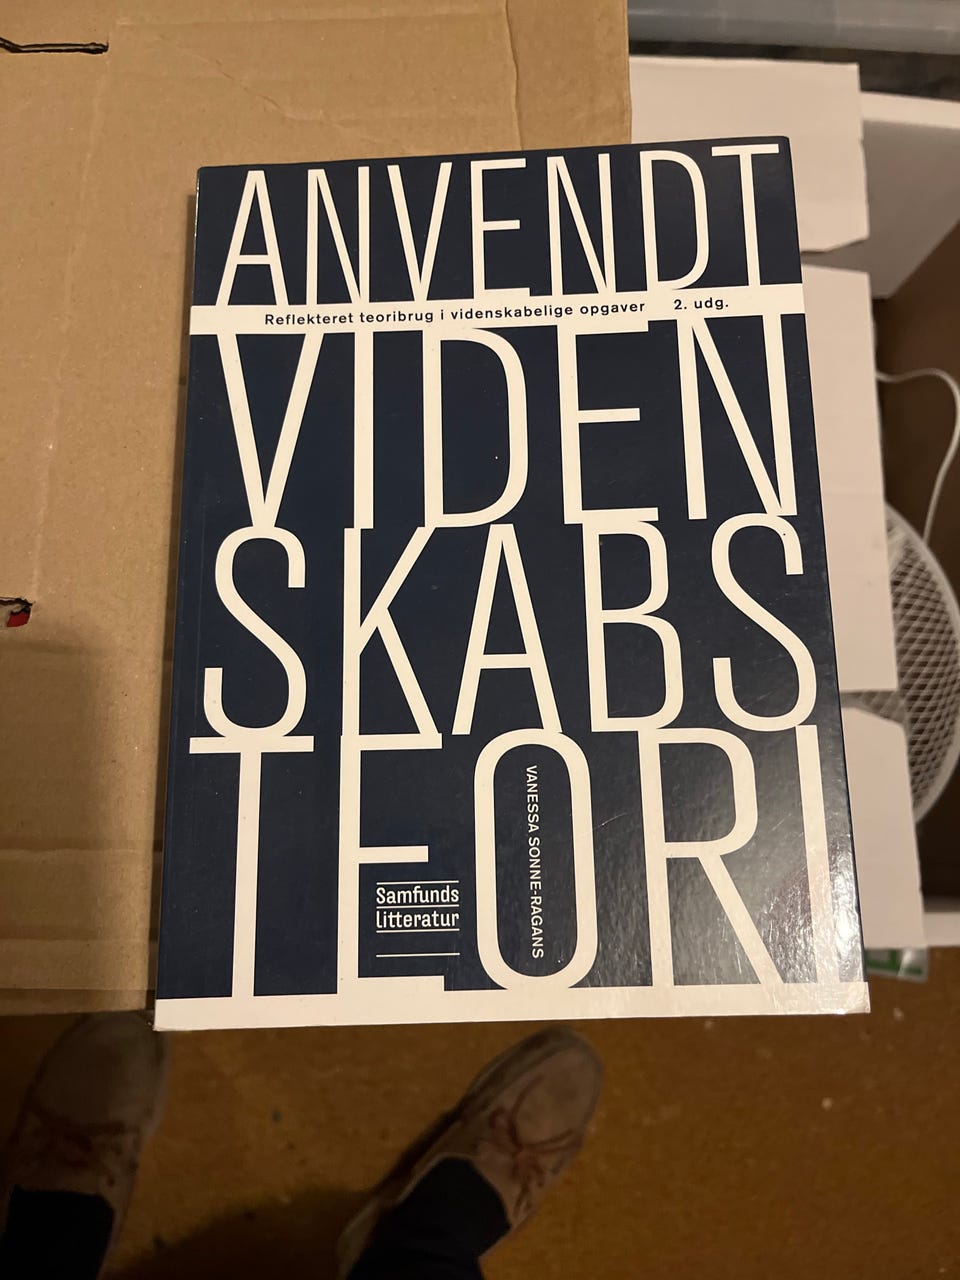 ANVENDT
Reflekteret teoribrug i videnskabelige opgaver 2. udg.
VIDEN
SKABS
TEORI
VANESSA SONNE-RAGANS
Samfunds
litteratur